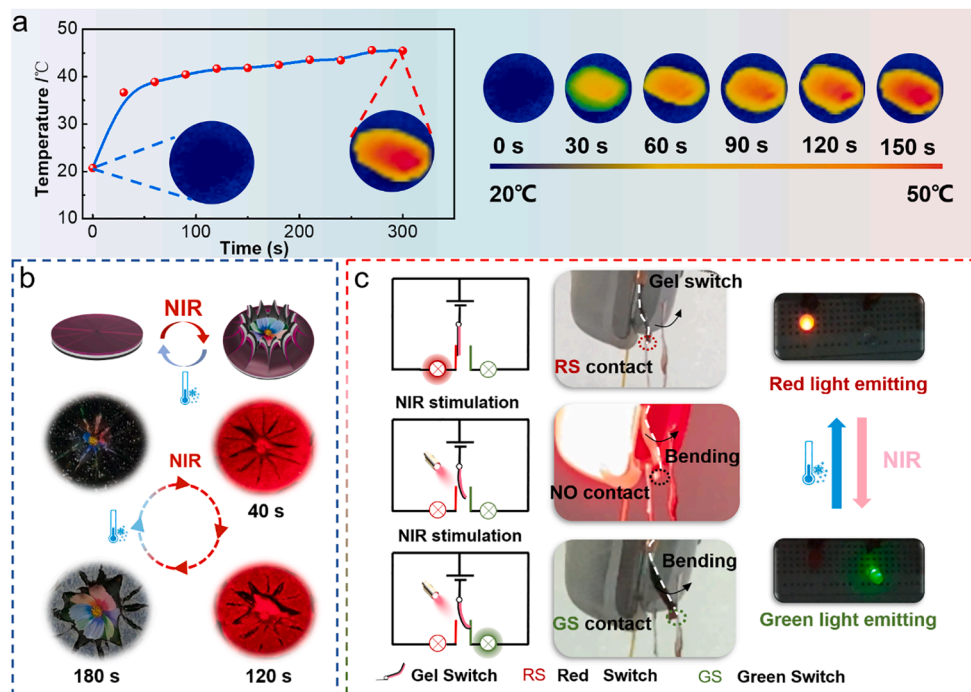 a
50
40
30
20
10
Temperature /℃
0
100
200
300
Time (s)
0 s
30 s
60 s
90 s
120 s
150 s
20℃
50℃
b
NIR
NIR
40 s
180 s
120 s
c
NIR stimulation
NIR stimulation
Gel switch
RS contact
Bending
NO contact
Bending
GS contact
Red light emitting
NIR
Green light emitting
Gel Switch
RS Red Switch
GS Green Switch